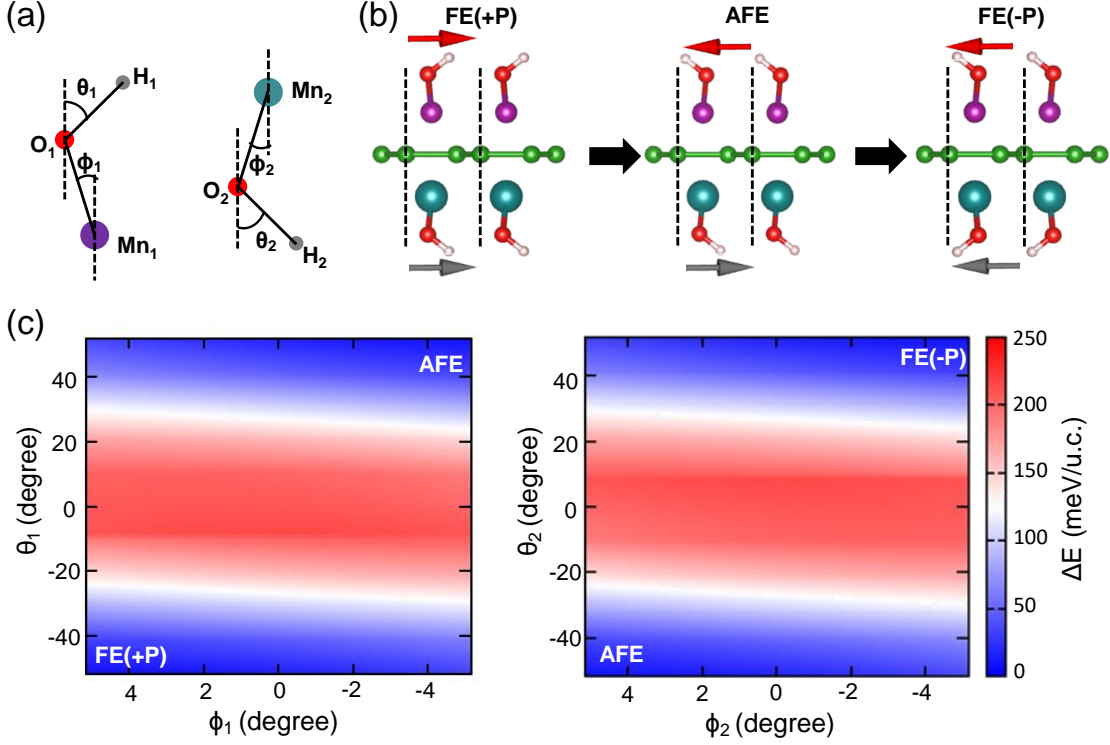 (a)
θ₁
H₁
O₁
ϕ₁
Mn₁
Mn₂
ϕ₂
O₂
θ₂
H₂
(b)
FE(+P)
AFE
FE(-P)
(c)
θ₁ (degree)
40
20
0
-20
-40
AFE
FE(+P)
4 2 0 -2 -4
ϕ₁ (degree)
θ₂ (degree)
40
20
0
-20
-40
FE(-P)
AFE
4 2 0 -2 -4
ϕ₂ (degree)
250
200
150
100
50
0
ΔE (meV/u.c.)